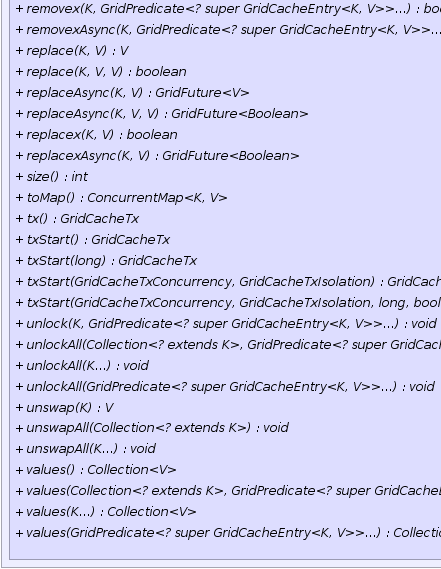 + removex(K, GridPredicate<? super GridCacheEntry<K, V>>...) : boo
+ removexAsync(K, GridPredicate<? super GridCacheEntry<K, V>>...
+ replace(K, V) : V
+ replace(K, V, V) : boolean
+ replaceAsync(K, V) : GridFuture<V>
+ replaceAsync(K, V, V) : GridFuture<Boolean>
+ replacex(K, V) : boolean
+ replacexAsync(K, V) : GridFuture<Boolean>
+ size() : int
+ toMap() : ConcurrentMap<K, V>
+ tx() : GridCacheTx
+ txStart() : GridCacheTx
+ txStart(long) : GridCacheTx
+ txStart(GridCacheTxConcurrency, GridCacheTxIsolation) : GridCach
+ txStart(GridCacheTxConcurrency, GridCacheTxIsolation, long, bool
+ unlock(K, GridPredicate<? super GridCacheEntry<K, V>>...) : void
+ unlockAll(Collection<? extends K>, GridPredicate<? super GridCach
+ unlockAll(K...) : void
+ unlockAll(GridPredicate<? super GridCacheEntry<K, V>>...) : void
+ unswap(K) : V
+ unswapAll(Collection<? extends K>) : void
+ unswapAll(K...) : void
+ values() : Collection<V>
+ values(Collection<? extends K>, GridPredicate<? super GridCacheE
+ values(K...) : Collection<V>
+ values(GridPredicate<? super GridCacheEntry<K, V>>...) : Collectio